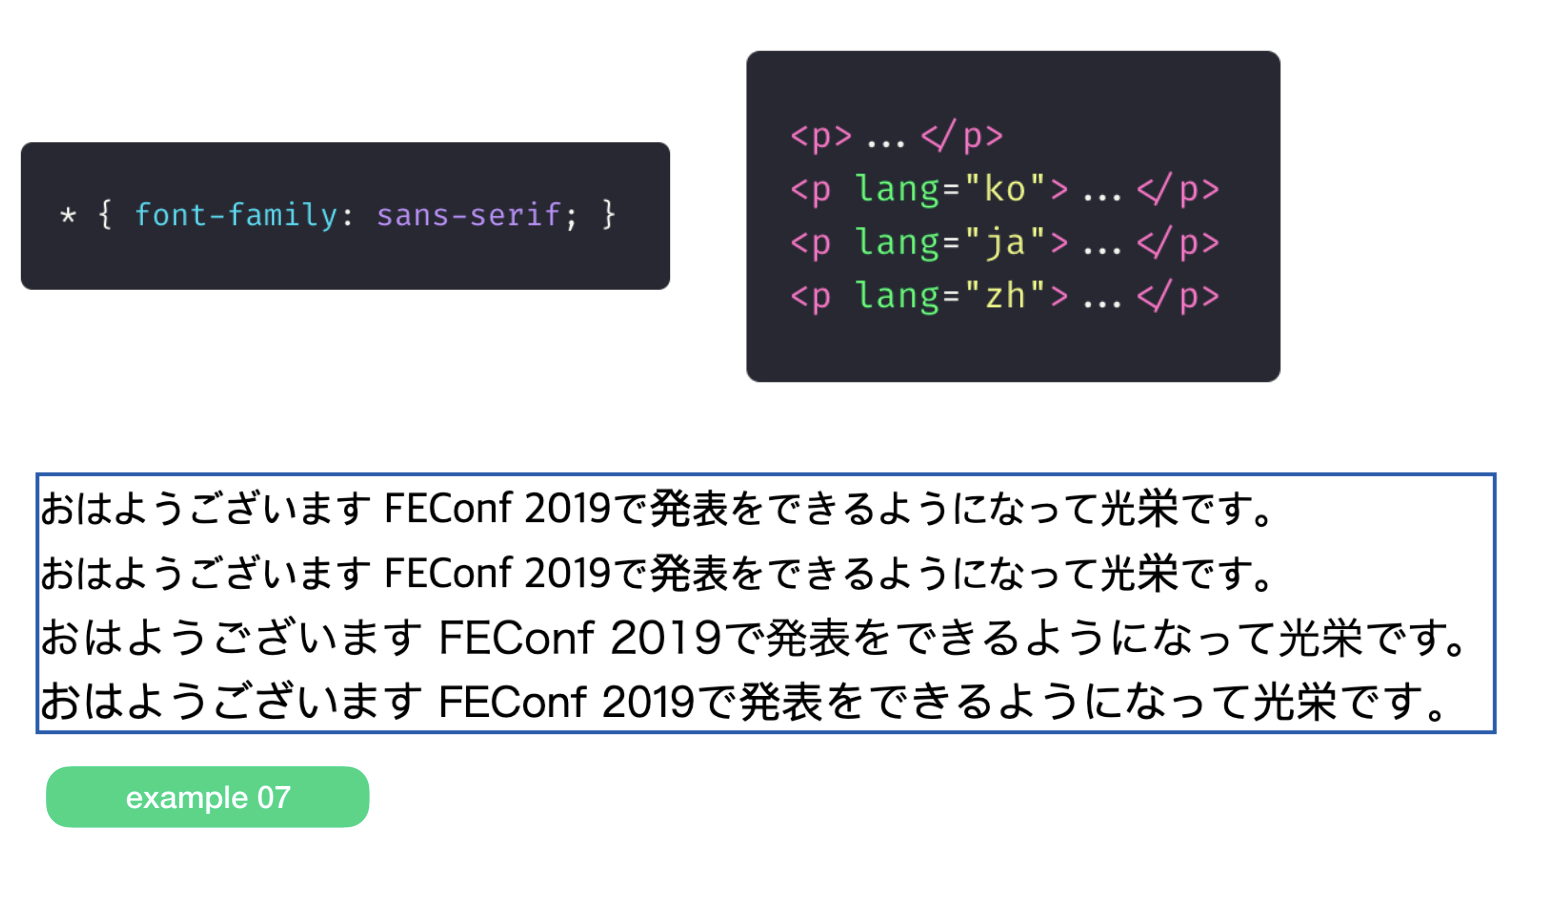 * { font-family: sans-serif; }
<p>...</p>
<p lang="ko">...</p>
<p lang="ja">...</p>
<p lang="zh">...</p>
おはようございます FEConf 2019で発表をできるようになって光栄です。
おはようございます FEConf 2019で発表をできるようになって光栄です。
おはようございます FEConf 2019で発表をできるようになって光栄です。
おはようございます FEConf 2019で発表をできるようになって光栄です。
example 07